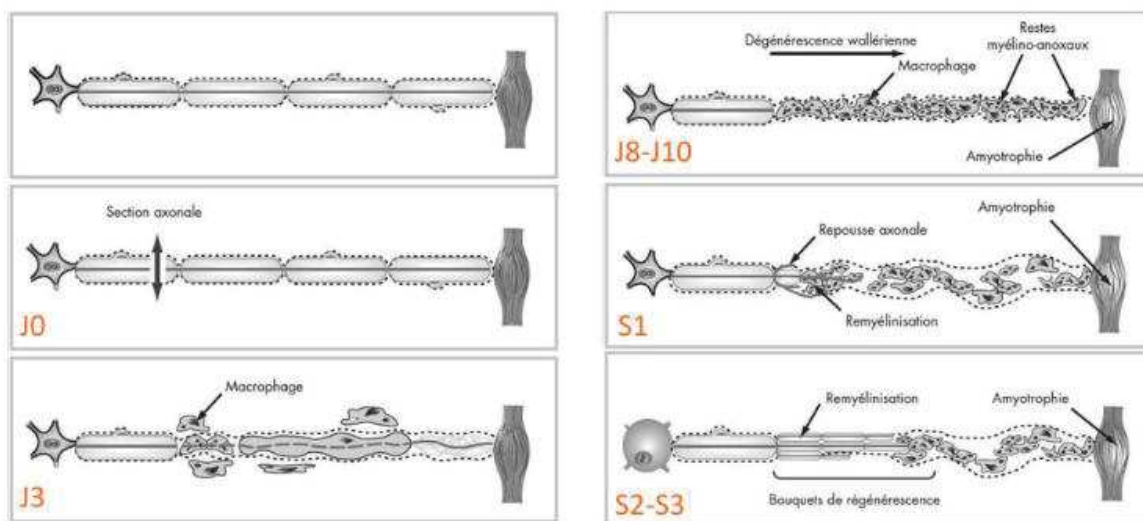 Section axonale
J0
Macrophage
J3
Dégénérescence wallérienne
Restes
myélino-anoxaux
Macrophage
Amyotrophie
J8-J10
Amyotrophie
Repousse axonale
Remyélinisation
S1
Remyélinisation
Amyotrophie
Bouquets de régénérescence
S2-S3